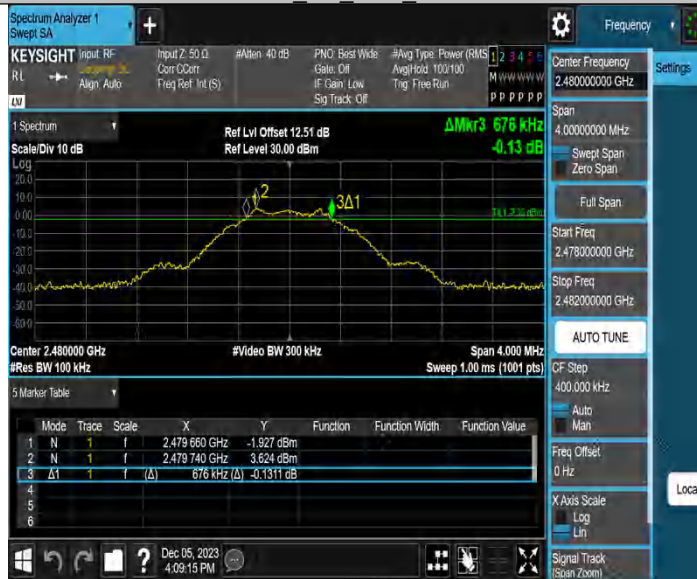 Spectrum Analyzer 1
Swept SA
+
Frequency
KEYSIGHT
Input: RF
Input Z: 50 Ω
#Atten: 40 dB
PNO: Best Wide
#Avg Type: Power (RMS
1 2 3 4 5 6
RL
Corr CCorr
Gate: Off
Avg|Hold: 100/100
M W W W W W
Align: Auto
Freq Ref: Int (S)
IF Gain: Low
Trig: Free Run
Sig Track: Off
P P P P P P
LXI
1 Spectrum
Ref Lvl Offset 12.51 dB
ΔMkr3 676 kHz
Scale/Div 10 dB
Ref Level 30.00 dBm
-0.13 dB
Log
20.0
10.0
0.00
-10.0
-20.0
-30.0
-40.0
-50.0
-60.0
2
3Δ1
Center 2.480000 GHz
#Video BW 300 kHz
Span 4.000 MHz
#Res BW 100 kHz
Sweep 1.00 ms (1001 pts)
5 Marker Table
Mode Trace Scale X Y Function Function Width Function Value
1 N 1 f 2.479 660 GHz -1.927 dBm
2 N 1 f 2.479 740 GHz 3.624 dBm
3 Δ1 1 f (Δ) 676 kHz (Δ) -0.1311 dB
4
5
6
?
Dec 05, 2023
4:09:15 PM
Center Frequency
2.480000000 GHz
Settings
Span
4.00000000 MHz
Swept Span
Zero Span
Full Span
Start Freq
2.478000000 GHz
Stop Freq
2.482000000 GHz
AUTO TUNE
CF Step
400.000 kHz
Auto
Man
Freq Offset
0 Hz
Loca
X Axis Scale
Log
Lin
Signal Track
(Span Zoom)